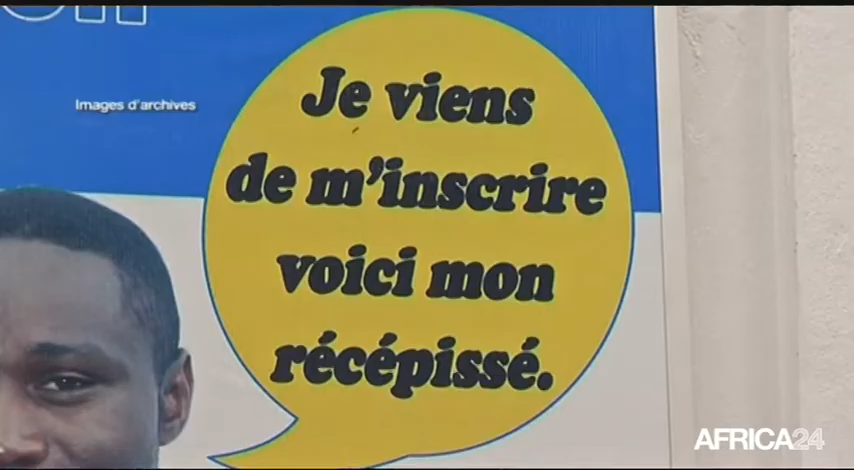 Images d'archives
Je viens
de m'inscrire
voici mon
récépissé.
AFRICA24